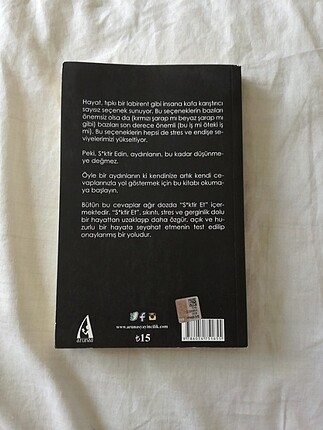 Hayat, tıpkı bir labirent gibi insana kafa karıştırıcı
sayısız seçenek sunuyor. Bu seçeneklerin bazıları
önemsiz olsa da (kırmızı şarap mı beyaz şarap mı
gibi) bazıları son derece önemli (bu iş mi öteki iş
mi). Bu seçeneklerin hepsi de stres ve endişe se-
viyelerimizi yükseltiyor.
Peki, S*ktir Edin, aydınlanın, bu kadar düşünme-
ye değmez.
Öyle bir aydınlanın ki kendinize artık kendi ce-
vaplarınızla yol göstermek için bu kitabı okuma-
ya başlayın.
Bütün bu cevaplar ağır dozda "S*ktir Et" içer-
mektedir. "S*ktir Et", sıkıntı, stres ve gerginlik dolu
bir hayattan uzaklaşıp daha özgür, açık ve hu-
zurlu bir hayata seyahat etmenin test edilip
onaylanmış bir yoludur.
www.arunasyayincilik.com
₺15